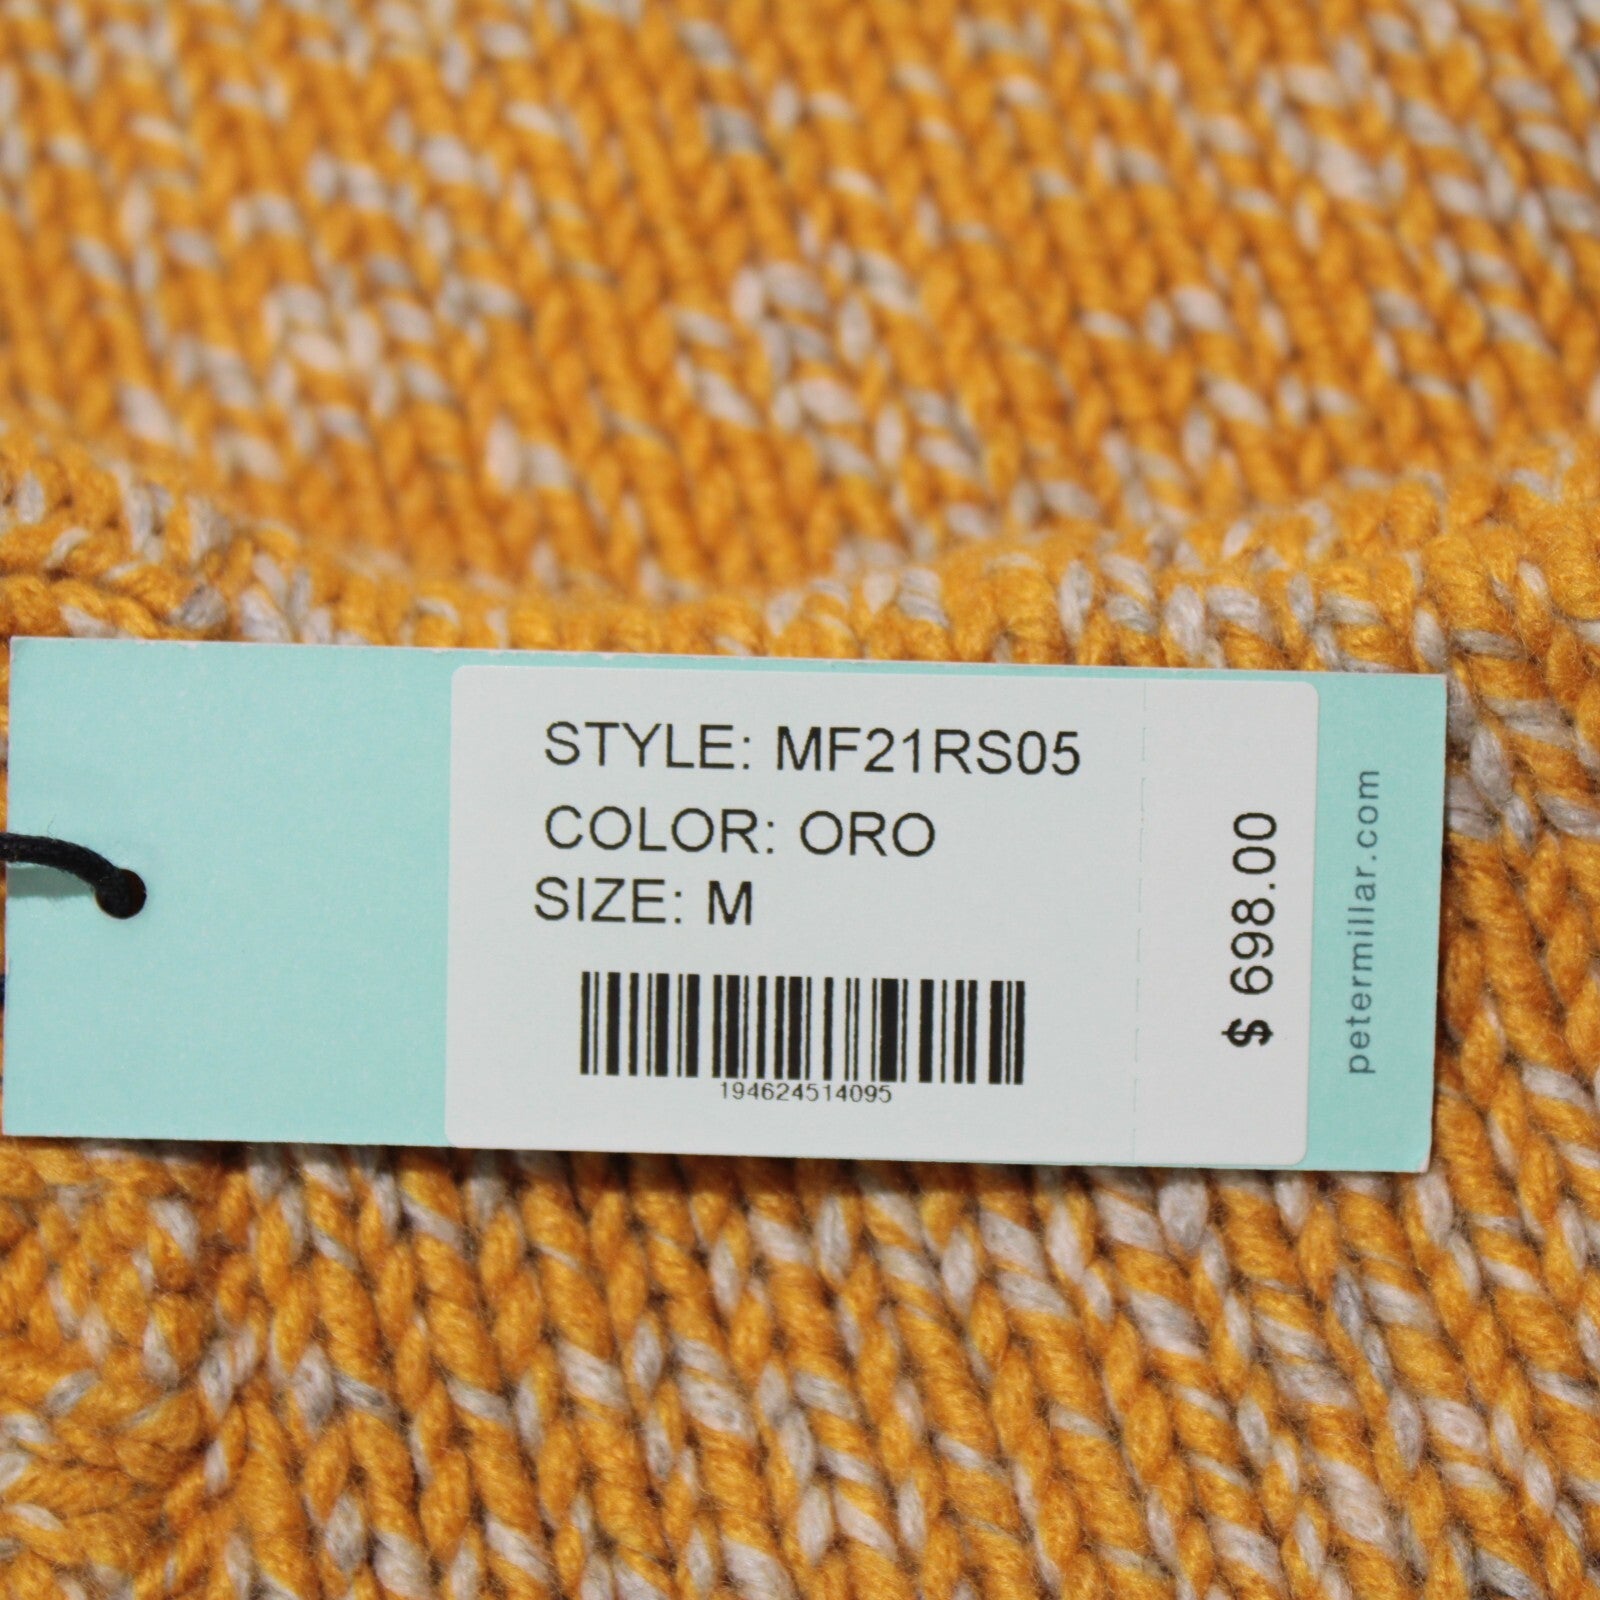 STYLE: MF21RS05
COLOR: ORO
SIZE: M
194624514095
$ 698.00
petermillar.com